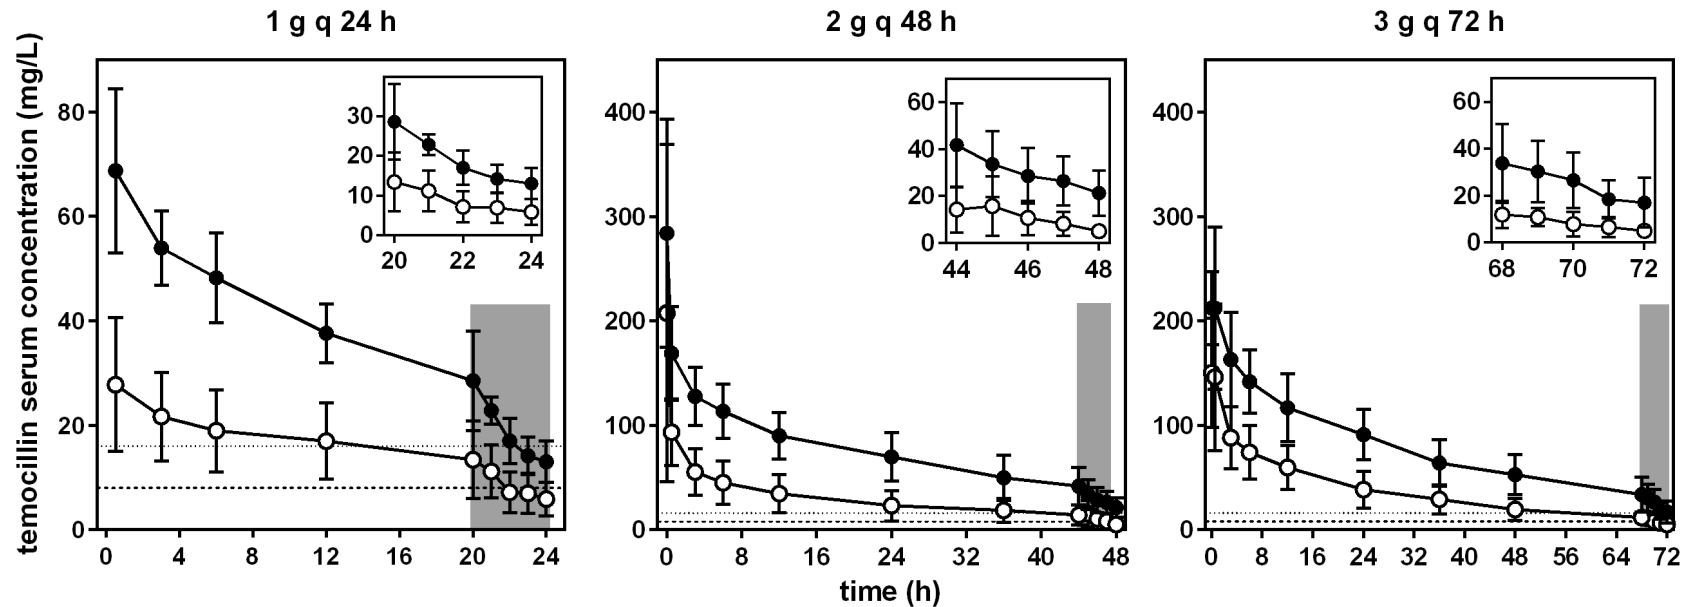 1 g q 24 h
2 g q 48 h
3 g q 72 h
temocillin serum concentration (mg/L)
80
60
40
20
0
0 4 8 12 16 20 24
30
20
10
0
20 22 24
400
300
200
100
0
0 8 16 24 32 40 48
60
40
20
0
44 46 48
400
300
200
100
0
0 8 16 24 32 40 48 56 64 72
60
40
20
0
68 70 72
time (h)